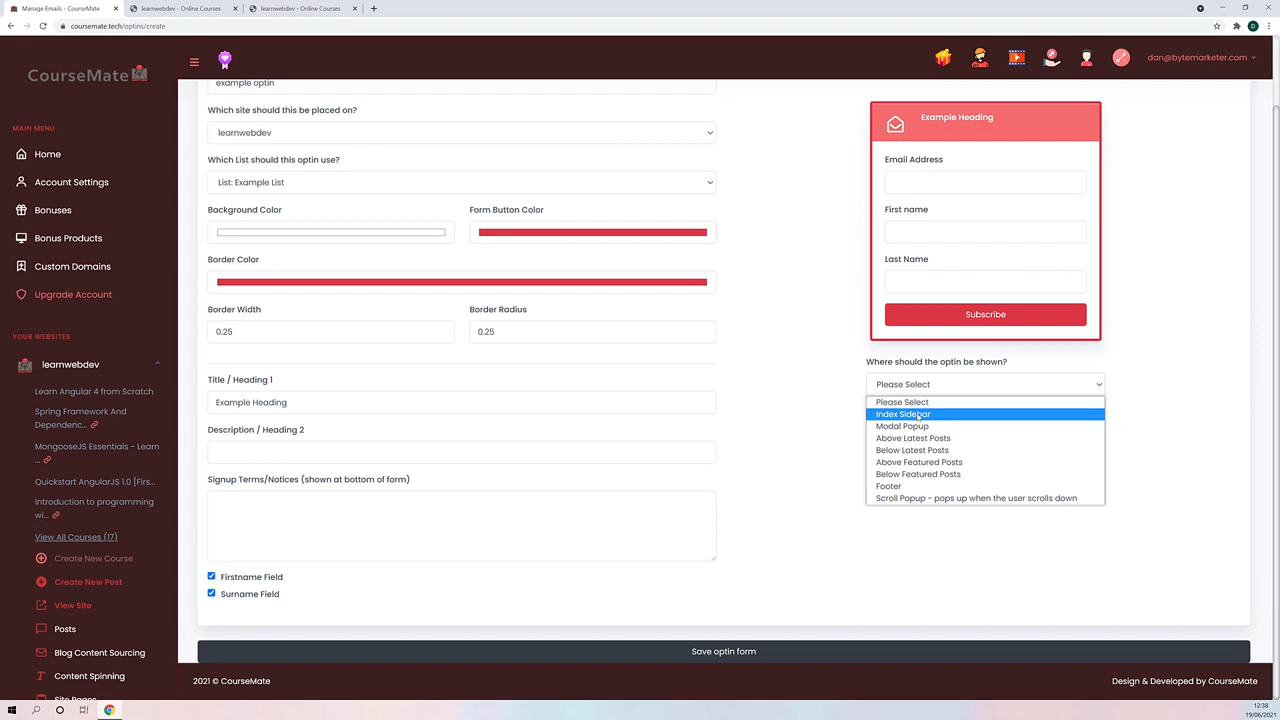 Manage Emails - CourseMate
learnwebdev - Online Courses
learnwebdev - Online Courses
coursemate.tech/optins/create
CourseMate
dan@bytemarketer.com
MAIN MENU
Home
Account Settings
Bonuses
Bonus Products
Custom Domains
Upgrade Account
YOUR WEBSITES
learnwebdev
Learn Angular 4 from Scratch
Spring Framework And
Dependenc...
MongooseJS Essentials - Learn
...
Quickstart AngularJS 1.0 [Firs...
Introduction to programming
wi...
View All Courses (17)
Create New Course
Create New Post
View Site
Posts
Blog Content Sourcing
Content Spinning
Site Pages
example optin
Which site should this be placed on?
learnwebdev
Which List should this optin use?
List: Example List
Background Color
Form Button Color
Border Color
Border Width
Border Radius
0.25
0.25
Title / Heading 1
Example Heading
Description / Heading 2
Signup Terms/Notices (shown at bottom of form)
Firstname Field
Surname Field
Example Heading
Email Address
First name
Last Name
Subscribe
Where should the optin be shown?
Please Select
Please Select
Index Sidebar
Modal Popup
Above Latest Posts
Below Latest Posts
Above Featured Posts
Below Featured Posts
Footer
Scroll Popup - pops up when the user scrolls down
Save optin form
2021 © CourseMate
Design & Developed by CourseMate
12:38
19/06/2021